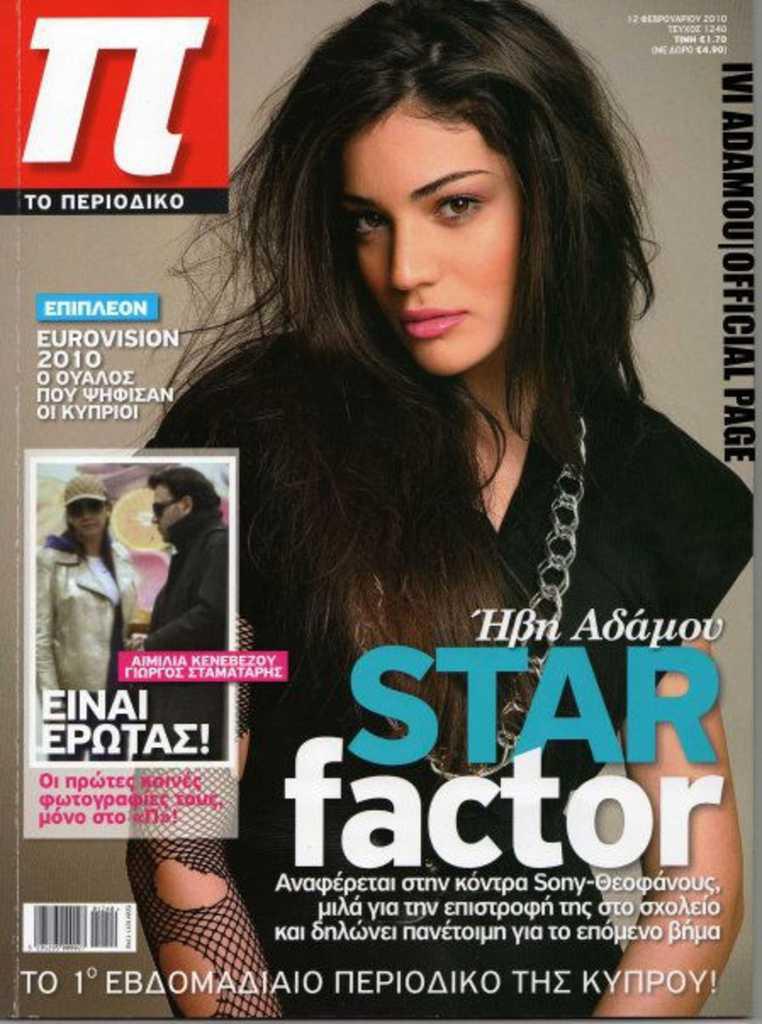 π
ΤΟ ΠΕΡΙΟΔΙΚΟ
12 ΦΕΒΡΟΥΑΡΙΟΥ 2010
ΤΕΥΧΟΣ 1240
ΤΙΜΗ €1.70
(ΜΕ ΔΩΡΟ €4.90)
IVI ADAMOU|OFFICIAL PAGE
ΕΠΙΠΛΕΟΝ
EUROVISION
2010
Ο ΟΥΑΛΟΣ
ΠΟΥ ΨΗΦΙΣΑΝ
ΟΙ ΚΥΠΡΙΟΙ
ΑΙΜΙΛΙΑ ΚΕΝΕΒΕΖΟΥ
ΓΙΩΡΓΟΣ ΣΤΑΜΑΤΑΡΗΣ
ΕΙΝΑΙ
ΕΡΩΤΑΣ!
Οι πρώτες κοινές
φωτογραφίες τους,
μόνο στο «Π»!
Ήβη Αδάμου
STAR
factor
Αναφέρεται στην κόντρα Sony-Θεοφάνους,
μιλά για την επιστροφή της στο σχολείο
και δηλώνει πανέτοιμη για το επόμενο βήμα
ΤΟ 1º ΕΒΔΟΜΑΔΙΑΙΟ ΠΕΡΙΟΔΙΚΟ ΤΗΣ ΚΥΠΡΟΥ!